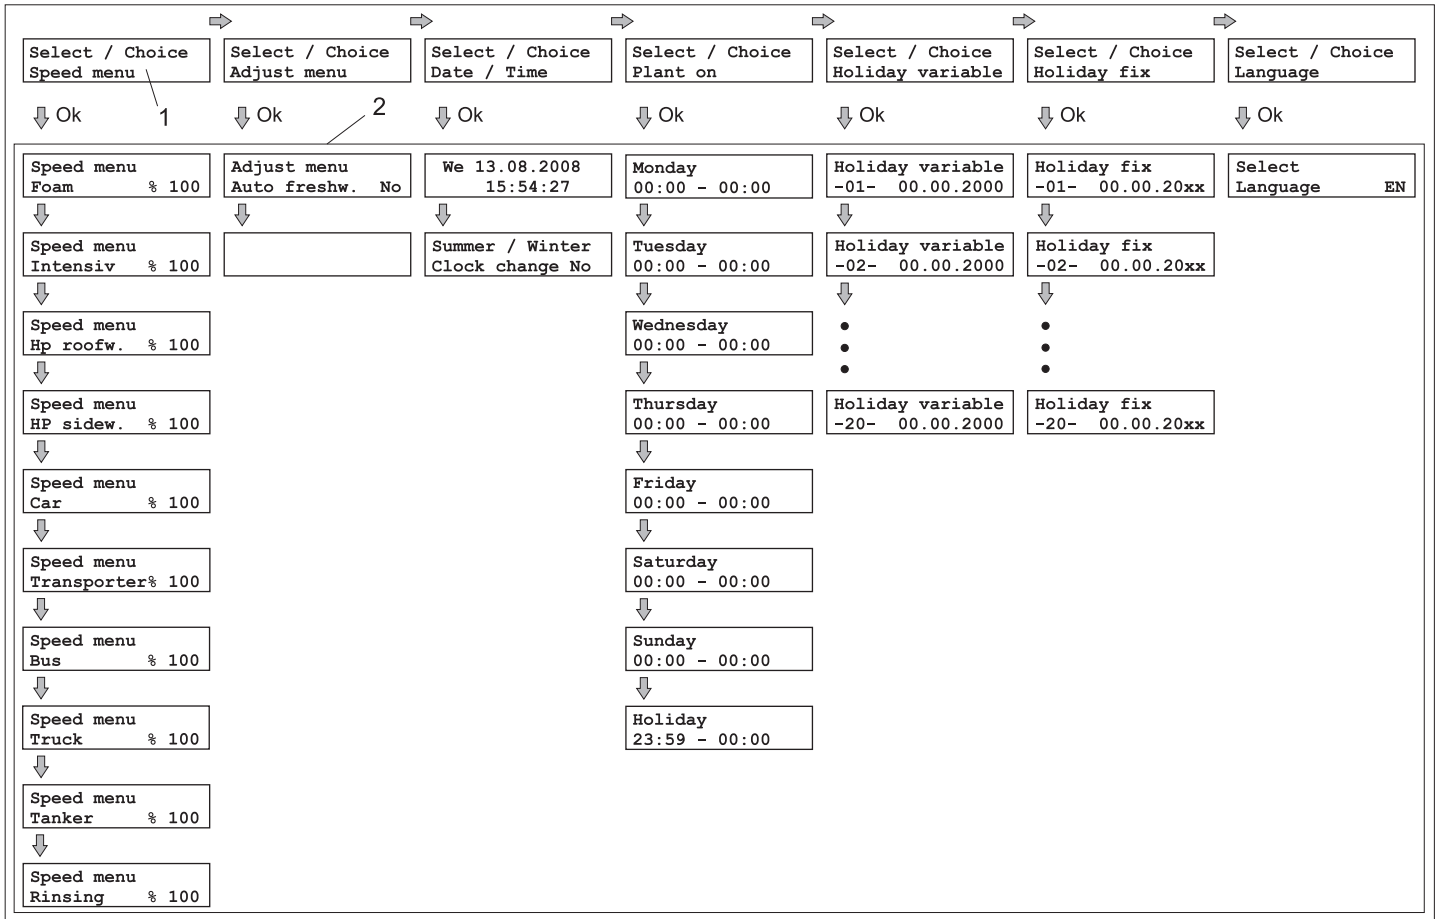 Select / Choice
Speed menu
Select / Choice
Adjust menu
Select / Choice
Date / Time
Select / Choice
Plant on
Select / Choice
Holiday variable
Select / Choice
Holiday fix
Select / Choice
Language
Ok
1
Ok
2
Ok
Ok
Ok
Ok
Ok
Speed menu
Foam % 100
Speed menu
Intensiv % 100
Speed menu
Hp roofw. % 100
Speed menu
HP sidew. % 100
Speed menu
Car % 100
Speed menu
Transporter% 100
Speed menu
Bus % 100
Speed menu
Truck % 100
Speed menu
Tanker % 100
Speed menu
Rinsing % 100
Adjust menu
Auto freshw. No
We 13.08.2008
15:54:27
Summer / Winter
Clock change No
Monday
00:00 - 00:00
Tuesday
00:00 - 00:00
Wednesday
00:00 - 00:00
Thursday
00:00 - 00:00
Friday
00:00 - 00:00
Saturday
00:00 - 00:00
Sunday
00:00 - 00:00
Holiday
23:59 - 00:00
Holiday variable
-01- 00.00.2000
Holiday variable
-02- 00.00.2000
Holiday variable
-20- 00.00.2000
Holiday fix
-01- 00.00.20xx
Holiday fix
-02- 00.00.20xx
Holiday fix
-20- 00.00.20xx
Select
Language EN